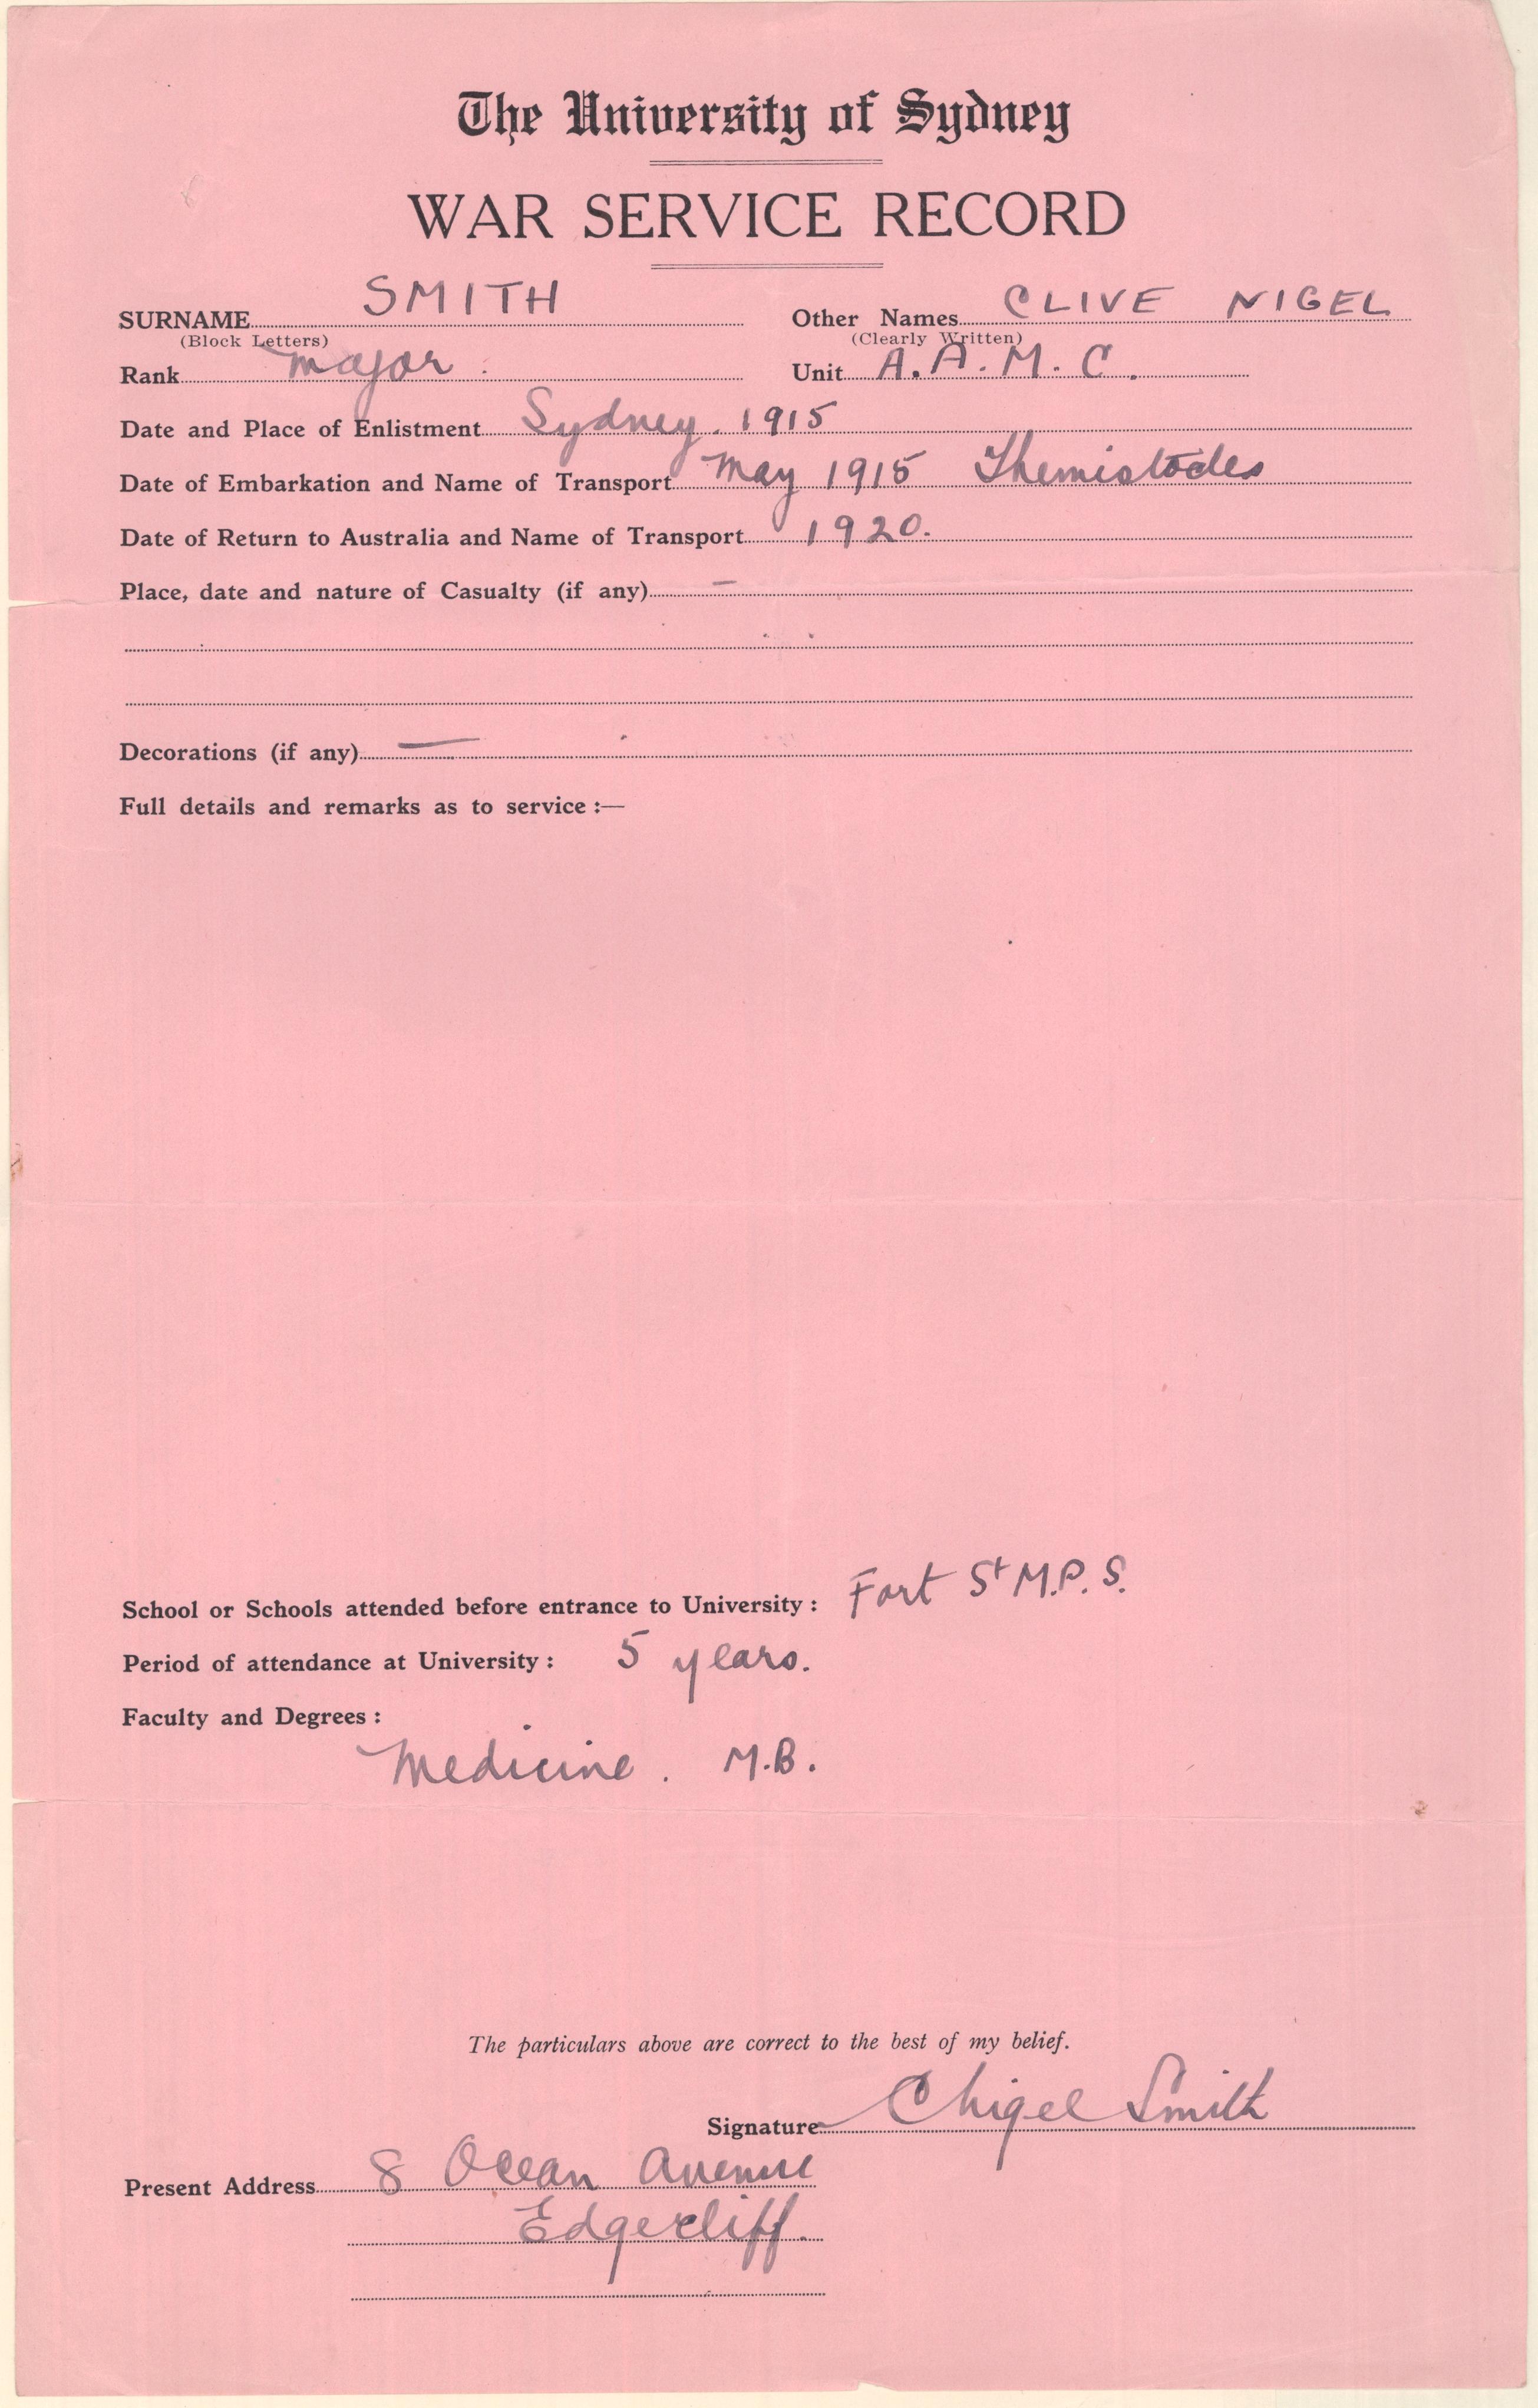 The University of Sydney
WAR SERVICE RECORD
SURNAME SMITH Other Names CLIVE NIGEL
(Block Letters) (Clearly Written)
Rank Major. Unit A.A.M.C.
Date and Place of Enlistment Sydney. 1915
Date of Embarkation and Name of Transport May 1915 Themistocles
Date of Return to Australia and Name of Transport 1920.
Place, date and nature of Casualty (if any) —
Decorations (if any) —
Full details and remarks as to service :—
School or Schools attended before entrance to University : Fort St M.P.S.
Period of attendance at University : 5 years.
Faculty and Degrees :
Medicine. M.B.
The particulars above are correct to the best of my belief.
Signature CNigel Smith
Present Address 8 Ocean Avenue
Edgecliff.